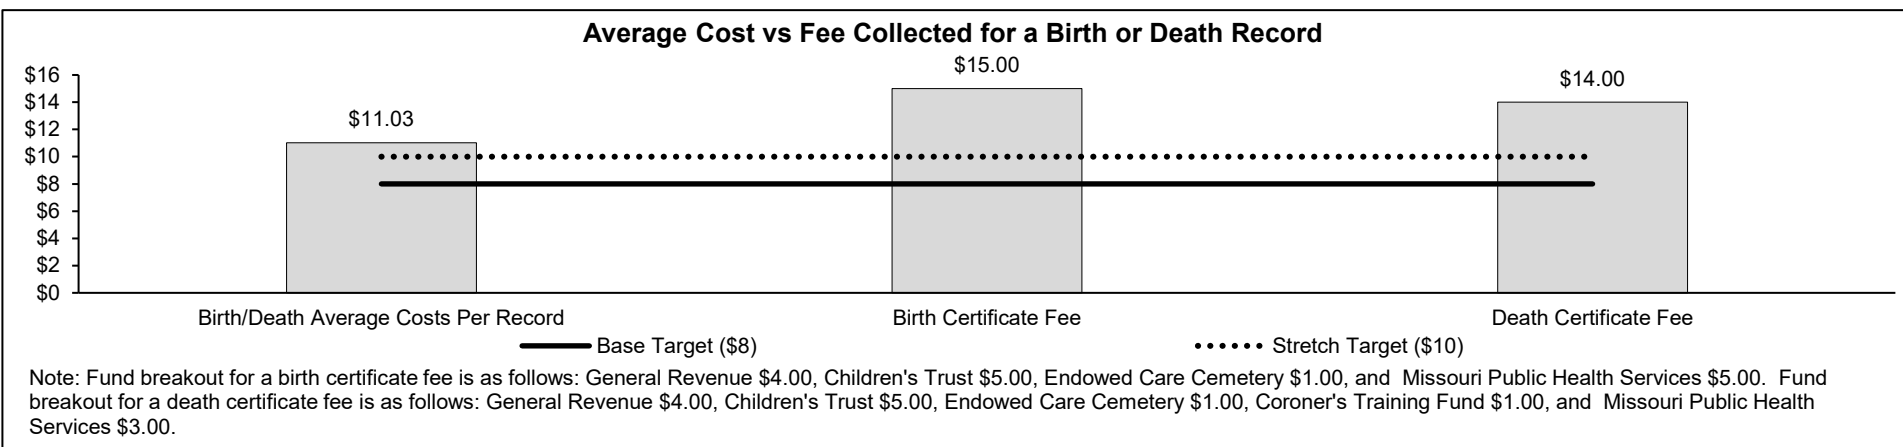 Average Cost vs Fee Collected for a Birth or Death Record
$16
$14
$12
$10
$8
$6
$4
$2
$0
$11.03
$15.00
$14.00
Birth/Death Average Costs Per Record
Birth Certificate Fee
Death Certificate Fee
Base Target ($8)
Stretch Target ($10)
Note: Fund breakout for a birth certificate fee is as follows: General Revenue $4.00, Children's Trust $5.00, Endowed Care Cemetery $1.00, and  Missouri Public Health Services $5.00.  Fund
breakout for a death certificate fee is as follows: General Revenue $4.00, Children's Trust $5.00, Endowed Care Cemetery $1.00, Coroner's Training Fund $1.00, and  Missouri Public Health
Services $3.00.